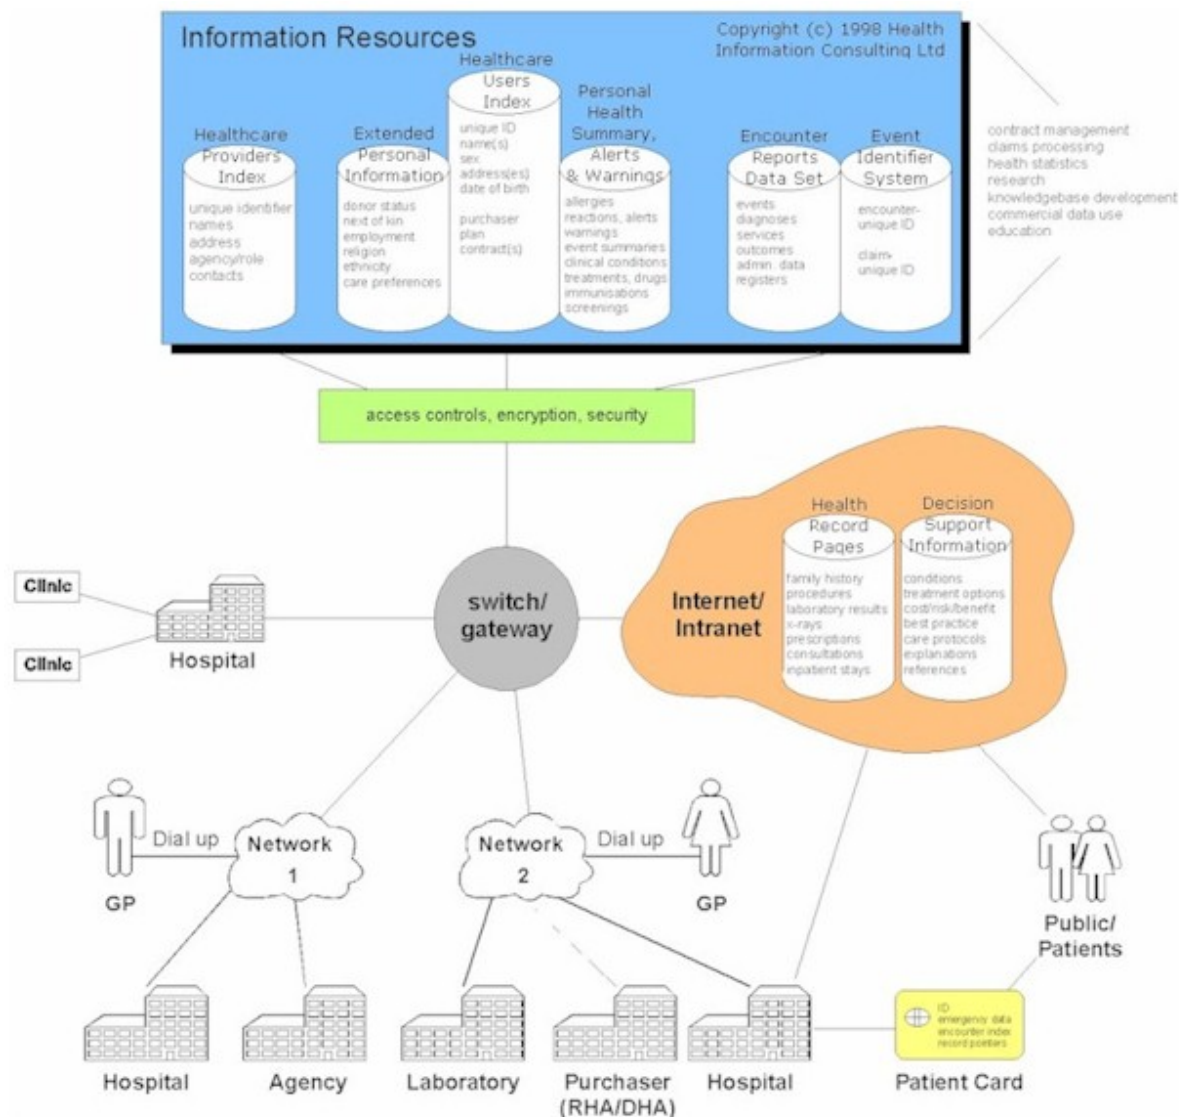 Information Resources
Copyright (c) 1998 Health
Information Consulting Ltd
Healthcare
Providers
Index
unique identifier
names
address
agency/role
contacts
Extended
Personal
Information
donor status
next of kin
employment
religion
ethnicity
care preferences
Healthcare
Users
Index
unique ID
name(s)
sex
address(es)
date of birth
purchaser
plan
contract(s)
Personal
Health
Summary,
Alerts
& Warnings
allergies
reactions, alerts
warnings
event summaries
clinical conditions
treatments, drugs
immunisations
screenings
Encounter
Reports
Data Set
events
diagnoses
services
outcomes
admin. data
registers
Event
Identifier
System
encounter-
unique ID
claim-
unique ID
contract management
claims processing
health statistics
research
knowledgebase development
commercial data use
education
access controls, encryption, security
Health
Record
Pages
family history
procedures
laboratory results
x-rays
prescriptions
consultations
inpatient stays
Decision
Support
Information
conditions
treatment options
cost/risk/benefit
best practice
care protocols
explanations
references
Internet/
Intranet
switch/
gateway
Clinic
Clinic
Hospital
Dial up
GP
Network
1
Network
2
Dial up
GP
Public/
Patients
Hospital
Agency
Laboratory
Purchaser
(RHA/DHA)
Hospital
ID
emergency data
encounter index
record pointers
Patient Card